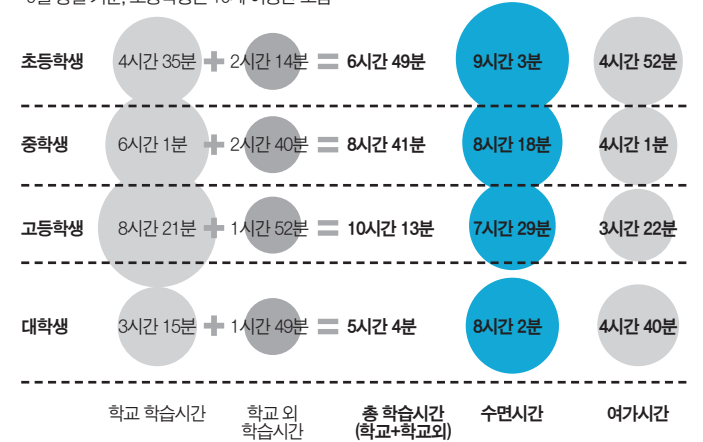 초등학생 4시간 35분 + 2시간 14분 = 6시간 49분 9시간 3분 4시간 52분
중학생 6시간 1분 + 2시간 40분 = 8시간 41분 8시간 18분 4시간 1분
고등학생 8시간 21분 + 1시간 52분 = 10시간 13분 7시간 29분 3시간 22분
대학생 3시간 15분 + 1시간 49분 = 5시간 4분 8시간 2분 4시간 40분
학교 학습시간 학교 외 총 학습시간 수면시간 여가시간
학습시간 (학교+학교외)